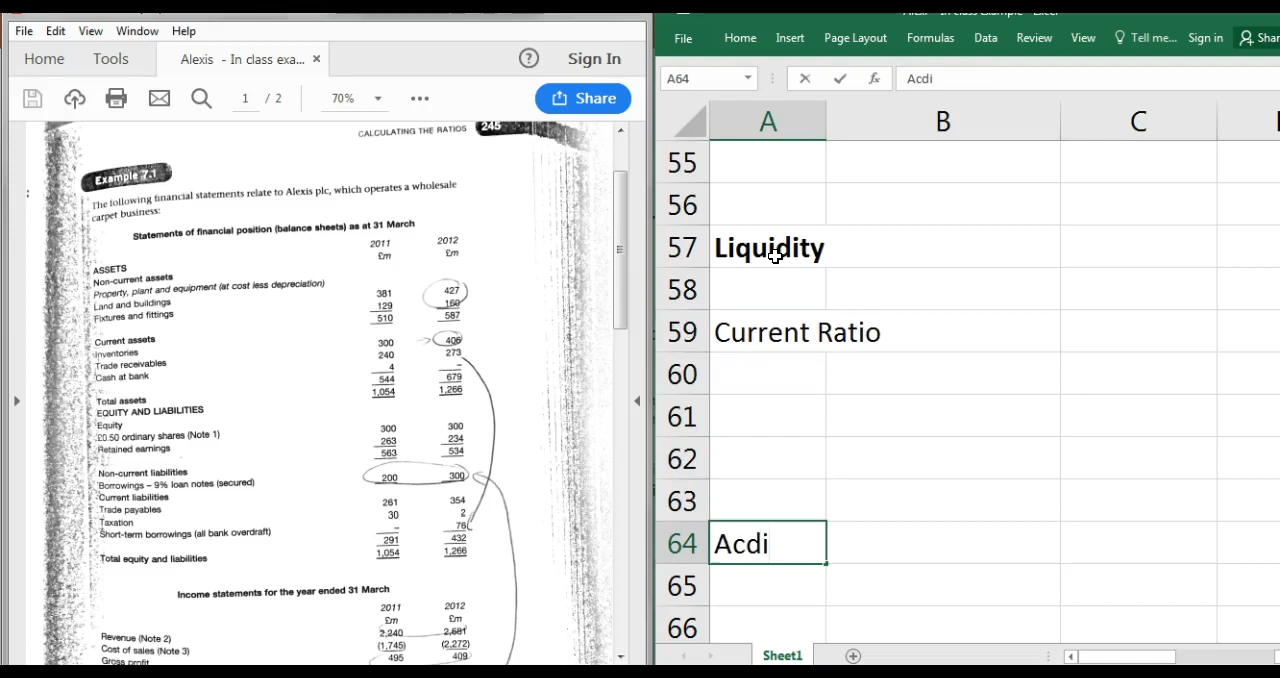 File Edit View Window Help
Home Tools Alexis - In class exa... × ? Sign In
1 / 2 70% Share
CALCULATING THE RATIOS 245
Example 7.1
The following financial statements relate to Alexis plc, which operates a wholesale
carpet business:
Statements of financial position (balance sheets) as at 31 March
2011 2012
£m £m
ASSETS
Non-current assets
Property, plant and equipment (at cost less depreciation)
Land and buildings 381 427
Fixtures and fittings 129 160
510 587
Current assets
Inventories 300 406
Trade receivables 240 273
Cash at bank 4 –
544 679
Total assets 1,054 1,266
EQUITY AND LIABILITIES
Equity
£0.50 ordinary shares (Note 1) 300 300
Retained earnings 263 234
563 534
Non-current liabilities
Borrowings – 9% loan notes (secured) 200 300
Current liabilities
Trade payables 261 354
Taxation 30 2
Short-term borrowings (all bank overdraft) – 76
291 432
Total equity and liabilities 1,054 1,266
Income statements for the year ended 31 March
2011 2012
£m £m
Revenue (Note 2) 2,240 2,681
Cost of sales (Note 3) (1,745) (2,272)
Gross profit 495 409
File Home Insert Page Layout Formulas Data Review View Tell me... Sign in Shar
A64 fx Acdi
A B C
55
56
57 Liquidity
58
59 Current Ratio
60
61
62
63
64 Acdi
65
66
Sheet1